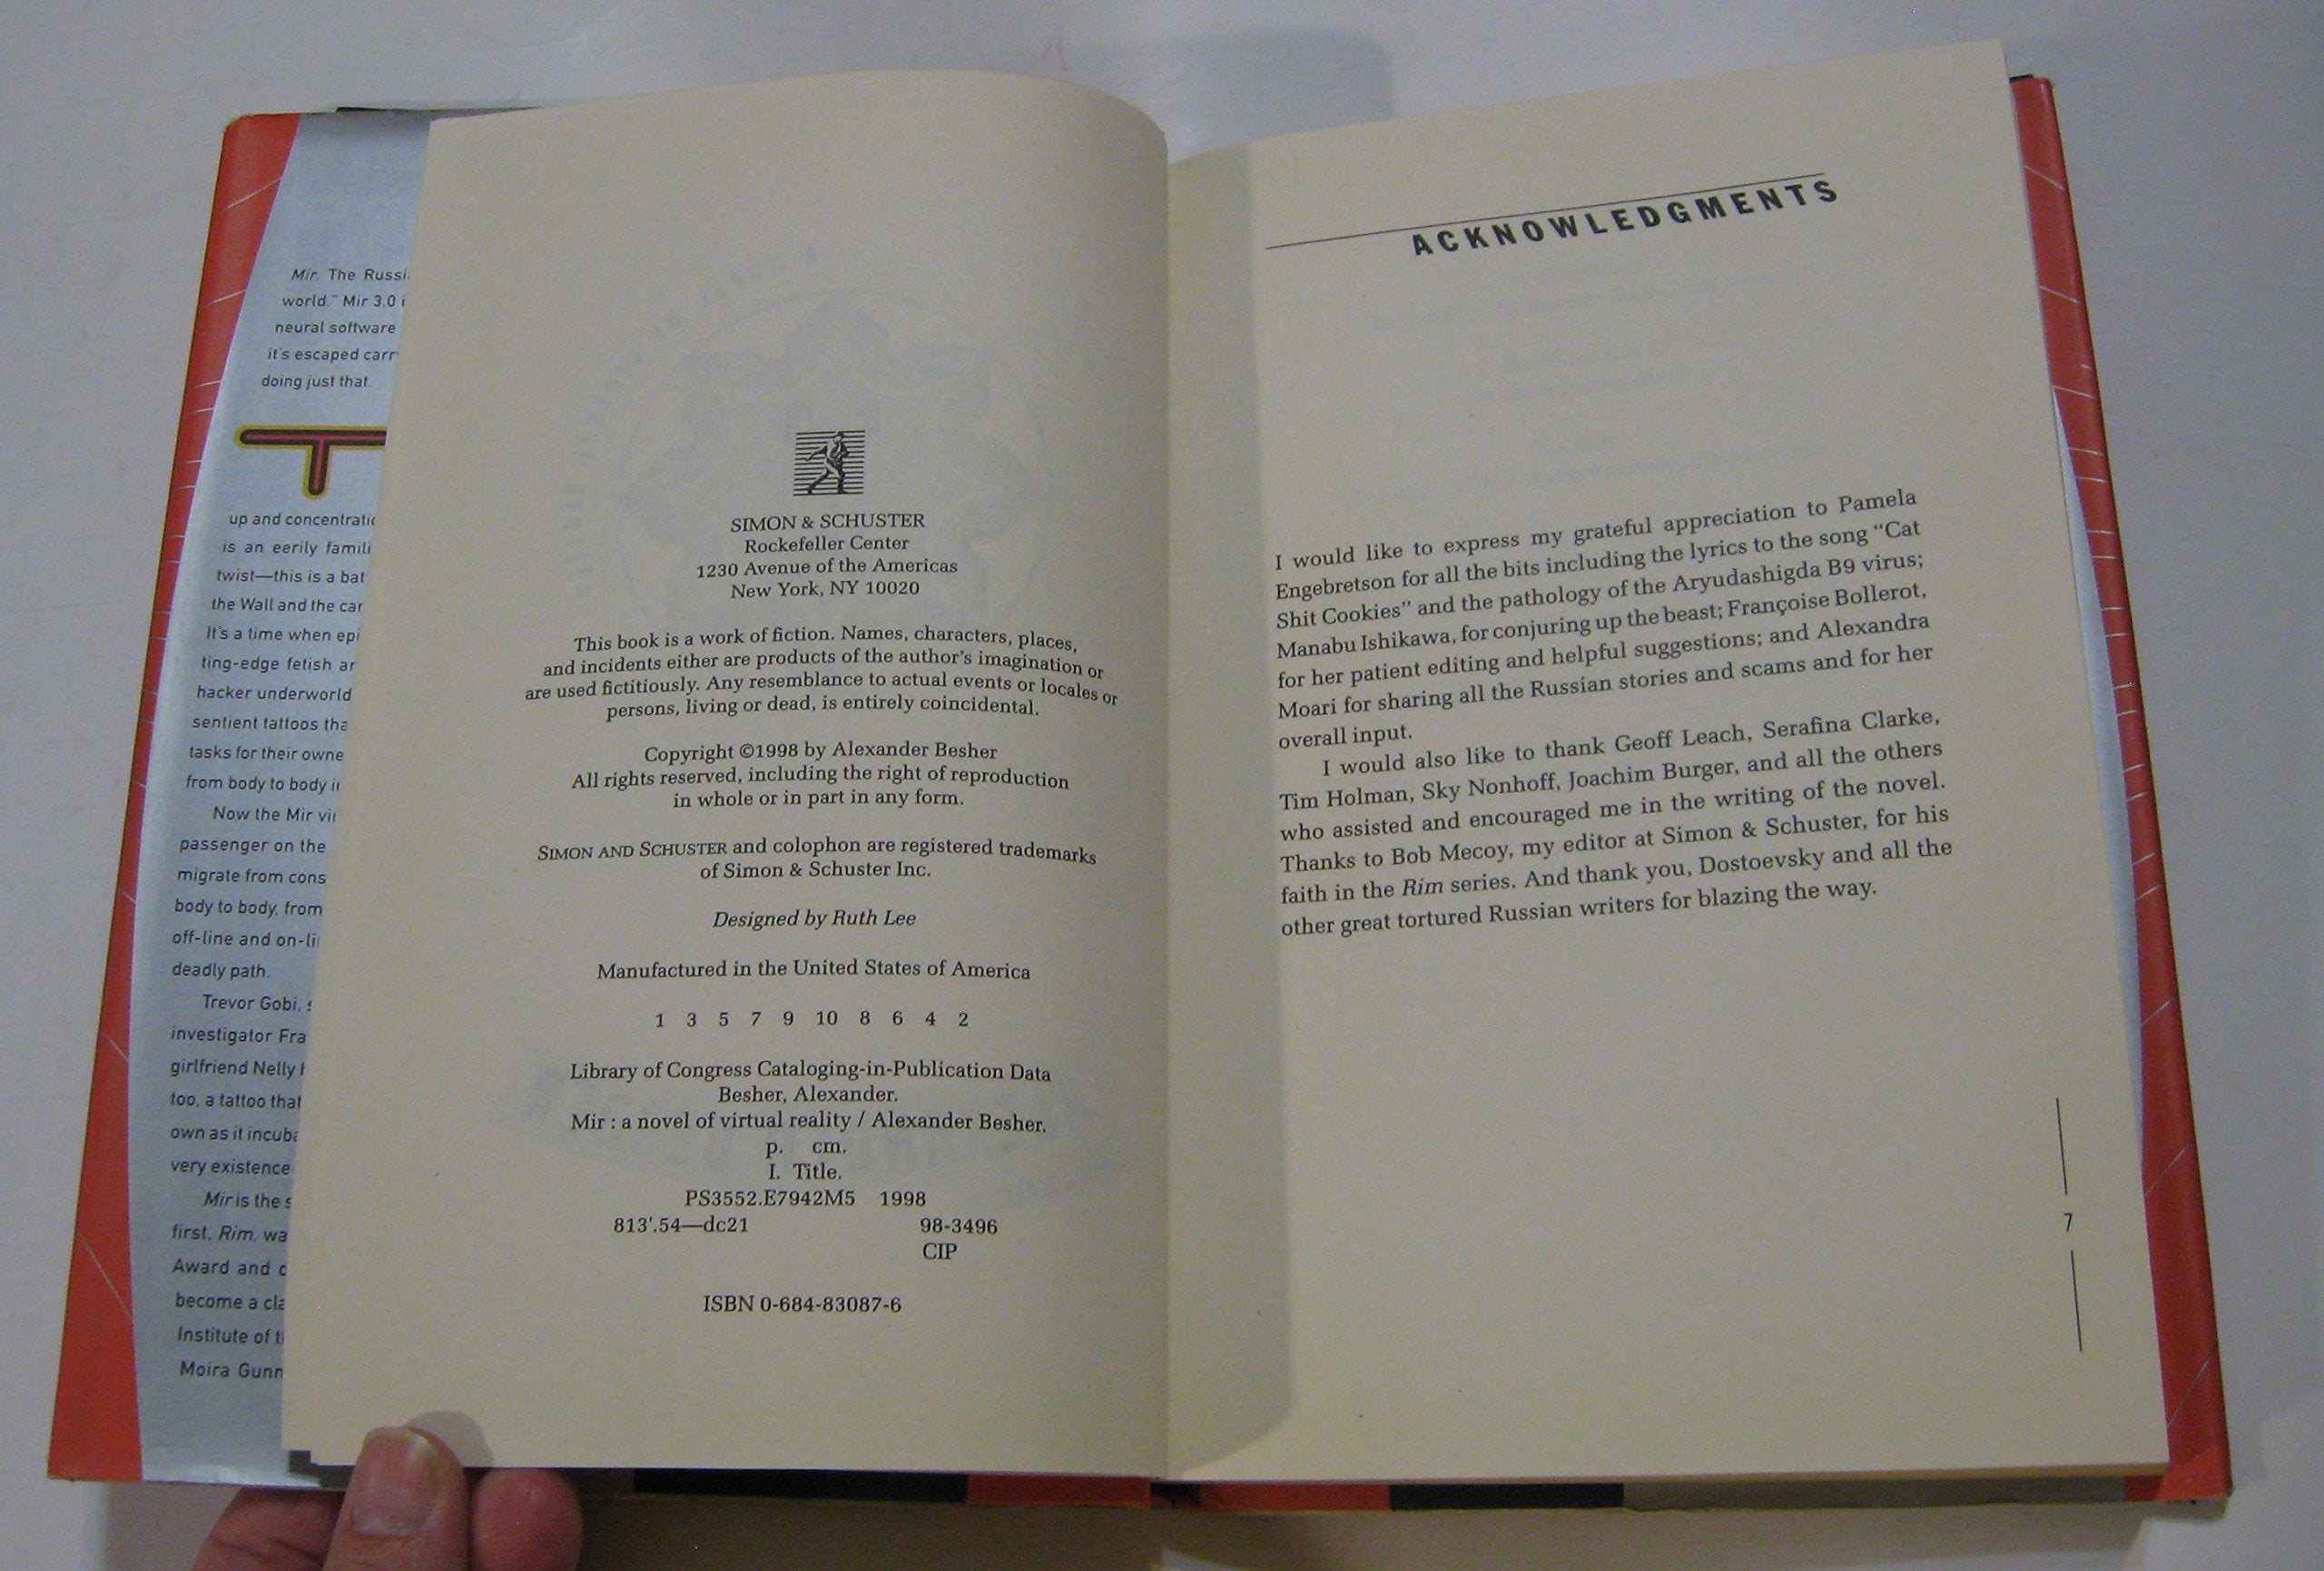 Mir. The Russi
world." Mir 3.0 i
neural software
it's escaped carr
doing just that.
T
up and concentratic
is an eerily famili
twist—this is a bat
the Wall and the car
It's a time when epi
ting-edge fetish ar
hacker underworld
sentient tattoos tha
tasks for their owne
from body to body i
Now the Mir vi
passenger on the
migrate from cons
body to body, from
off-line and on-li
deadly path.
Trevor Gobi, s
investigator Fra
girlfriend Nelly
too, a tattoo that
own as it incuba
very existence
Mir is the s
first, Rim, wa
Award and c
become a cla
Institute of t
Moira Gunn
SIMON & SCHUSTER
Rockefeller Center
1230 Avenue of the Americas
New York, NY 10020
This book is a work of fiction. Names, characters, places,
and incidents either are products of the author's imagination or
are used fictitiously. Any resemblance to actual events or locales or
persons, living or dead, is entirely coincidental.
Copyright ©1998 by Alexander Besher
All rights reserved, including the right of reproduction
in whole or in part in any form.
SIMON AND SCHUSTER and colophon are registered trademarks
of Simon & Schuster Inc.
Designed by Ruth Lee
Manufactured in the United States of America
1 3 5 7 9 10 8 6 4 2
Library of Congress Cataloging-in-Publication Data
Besher, Alexander.
Mir : a novel of virtual reality / Alexander Besher.
p. cm.
I. Title.
PS3552.E7942M5 1998
813'.54—dc21 98-3496
CIP
ISBN 0-684-83087-6
ACKNOWLEDGMENTS
I would like to express my grateful appreciation to Pamela
Engebretson for all the bits including the lyrics to the song "Cat
Shit Cookies" and the pathology of the Aryudashigda B9 virus;
Manabu Ishikawa, for conjuring up the beast; Françoise Bollerot,
for her patient editing and helpful suggestions; and Alexandra
Moari for sharing all the Russian stories and scams and for her
overall input.
I would also like to thank Geoff Leach, Serafina Clarke,
Tim Holman, Sky Nonhoff, Joachim Burger, and all the others
who assisted and encouraged me in the writing of the novel.
Thanks to Bob Mecoy, my editor at Simon & Schuster, for his
faith in the Rim series. And thank you, Dostoevsky and all the
other great tortured Russian writers for blazing the way.
7